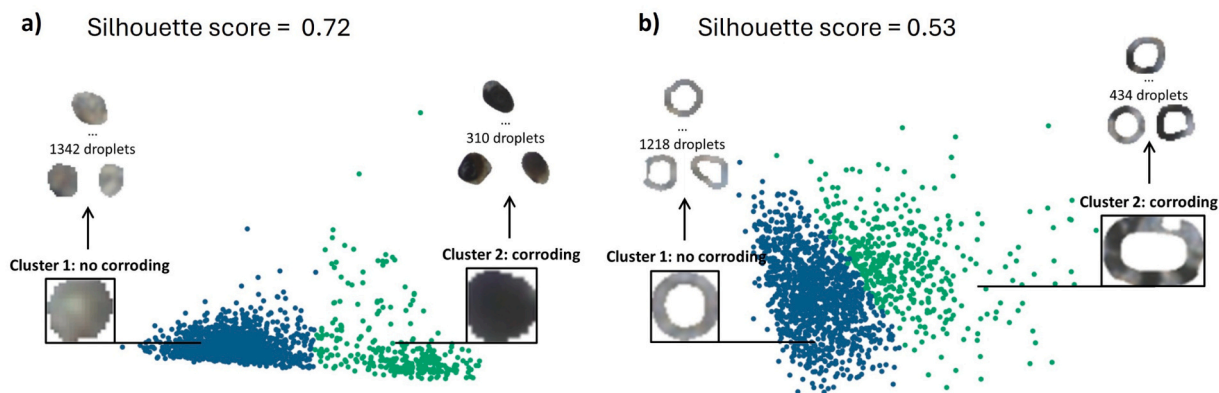 a) Silhouette score = 0.72
...
1342 droplets
...
310 droplets
Cluster 1: no corroding
Cluster 2: corroding
b) Silhouette score = 0.53
...
1218 droplets
...
434 droplets
Cluster 1: no corroding
Cluster 2: corroding